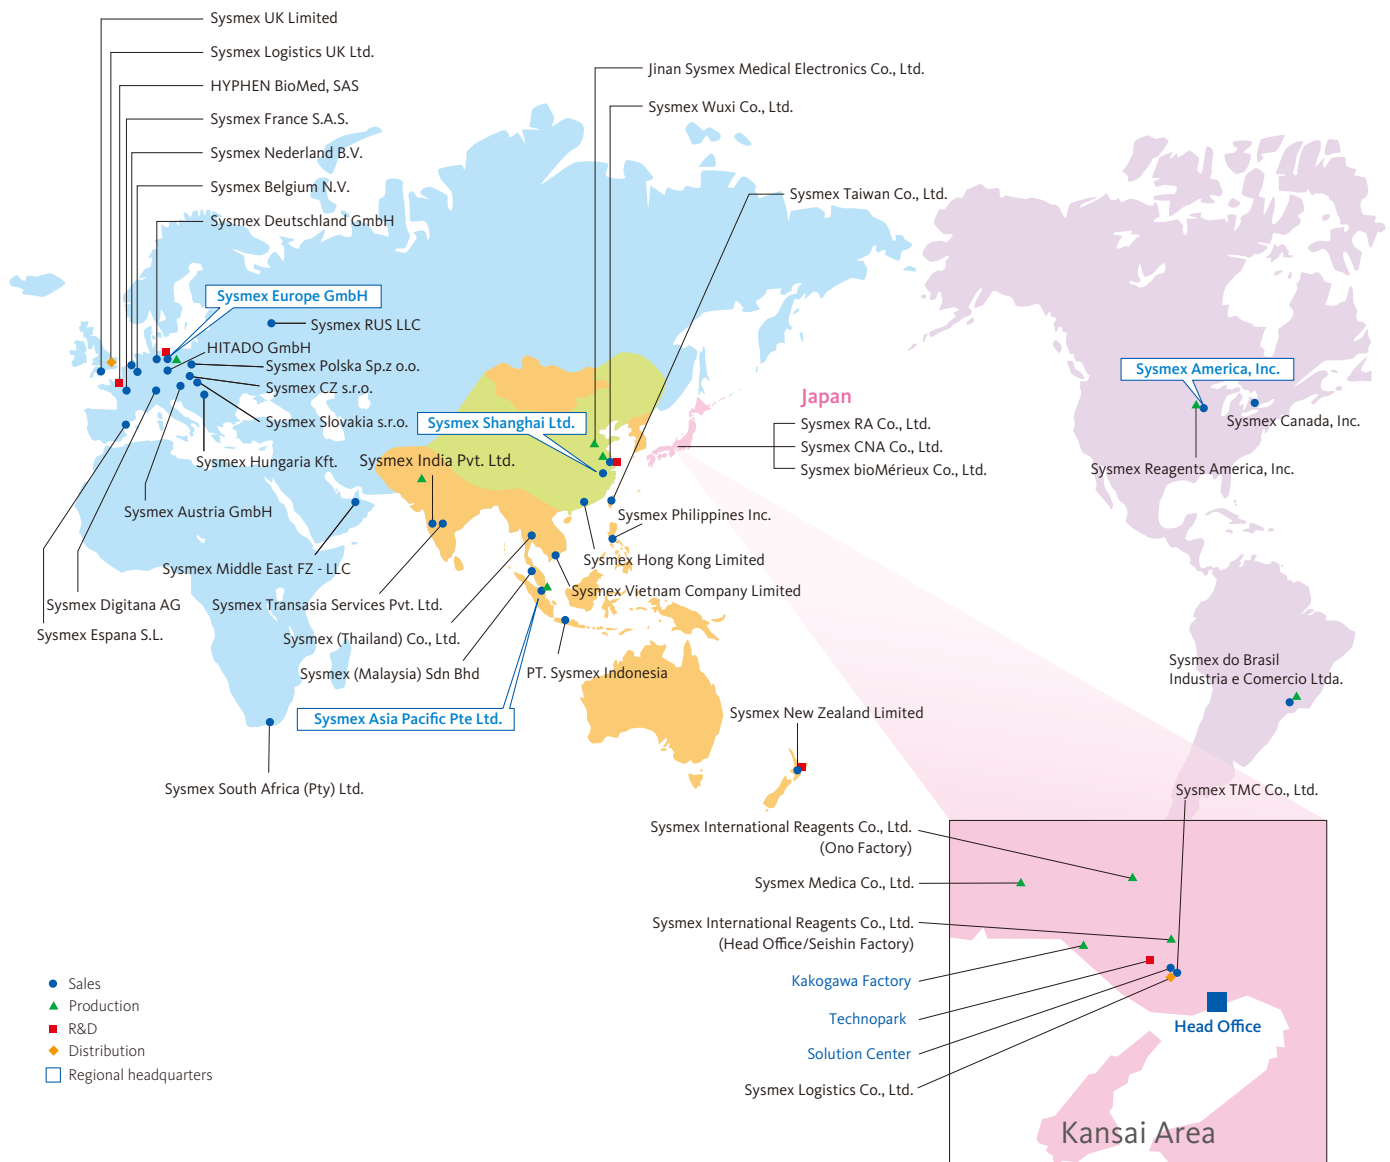 Sysmex UK Limited
Sysmex Logistics UK Ltd.
HYPHEN BioMed, SAS
Sysmex France S.A.S.
Sysmex Nederland B.V.
Sysmex Belgium N.V.
Sysmex Deutschland GmbH
Jinan Sysmex Medical Electronics Co., Ltd.
Sysmex Wuxi Co., Ltd.
Sysmex Taiwan Co., Ltd.
Sysmex Europe GmbH
Sysmex RUS LLC
HITADO GmbH
Sysmex Polska Sp.z o.o.
Sysmex CZ s.r.o.
Sysmex Slovakia s.r.o.
Sysmex Hungaria Kft.
Sysmex Austria GmbH
Sysmex Middle East FZ - LLC
Sysmex Digitana AG
Sysmex Espana S.L.
Sysmex Shanghai Ltd.
Sysmex India Pvt. Ltd.
Sysmex Transasia Services Pvt. Ltd.
Sysmex (Thailand) Co., Ltd.
Sysmex (Malaysia) Sdn Bhd
Sysmex Asia Pacific Pte Ltd.
Sysmex South Africa (Pty) Ltd.
Sysmex Philippines Inc.
Sysmex Hong Kong Limited
Sysmex Vietnam Company Limited
PT. Sysmex Indonesia
Sysmex New Zealand Limited
Japan
Sysmex RA Co., Ltd.
Sysmex CNA Co., Ltd.
Sysmex bioMérieux Co., Ltd.
Sysmex America, Inc.
Sysmex Canada, Inc.
Sysmex Reagents America, Inc.
Sysmex do Brasil
Industria e Comercio Ltda.
Sysmex TMC Co., Ltd.
Sysmex International Reagents Co., Ltd.
(Ono Factory)
Sysmex Medica Co., Ltd.
Sysmex International Reagents Co., Ltd.
(Head Office/Seishin Factory)
Kakogawa Factory
Technopark
Solution Center
Sysmex Logistics Co., Ltd.
Head Office
Kansai Area
Sales
Production
R&D
Distribution
Regional headquarters